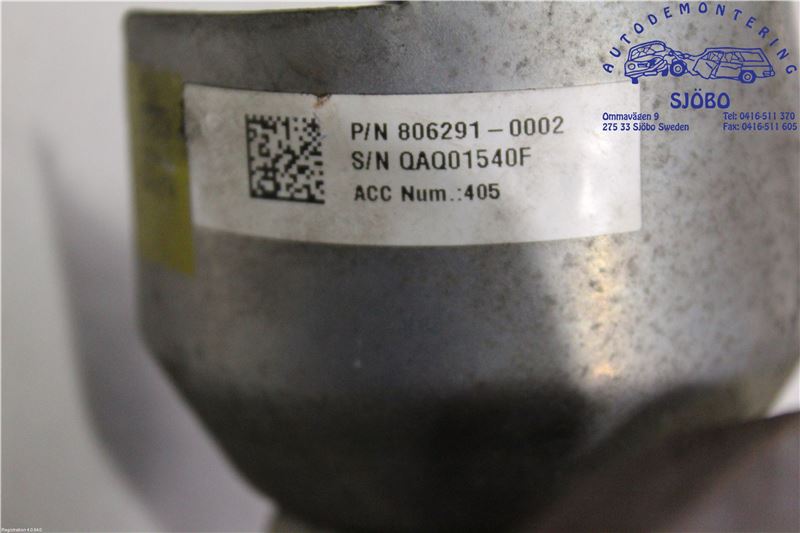 AUTODEMONTERING
SJÖBO
Ommavägen 9
275 33 Sjöbo Sweden
Tel: 0416-511 370
Fax: 0416-511 605
P/N 806291-0002
S/N QAQ01540F
ACC Num.:405